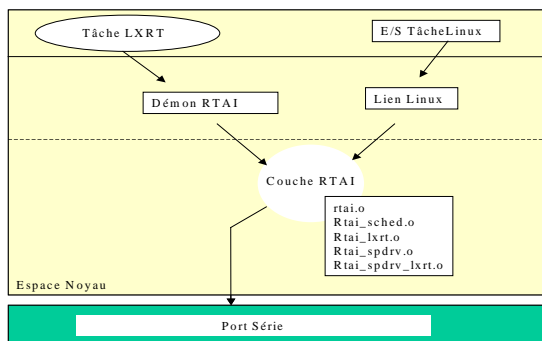 Tâche LXRT
E/S TâcheLinux
Démon RTAI
Lien Linux
Couche RTAI
rtai.o
Rtai_sched.o
Rtai_lxrt.o
Rtai_spdrv.o
Rtai_spdrv_lxrt.o
Espace Noyau
Port Série